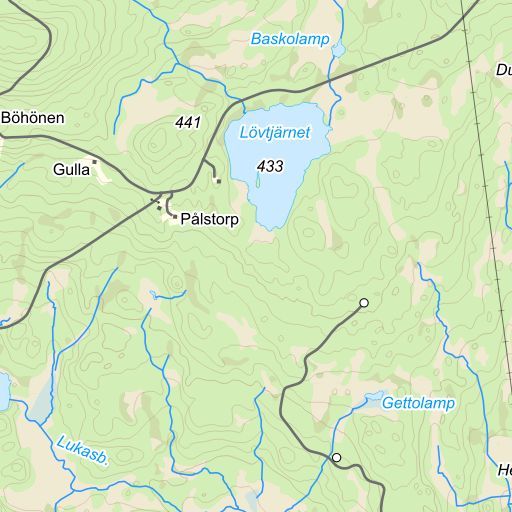 Baskolamp
Du
Böhönen
441
Lövtjärnet
433
Gulla
Pålstorp
Gettolamp
Lukasb.
He